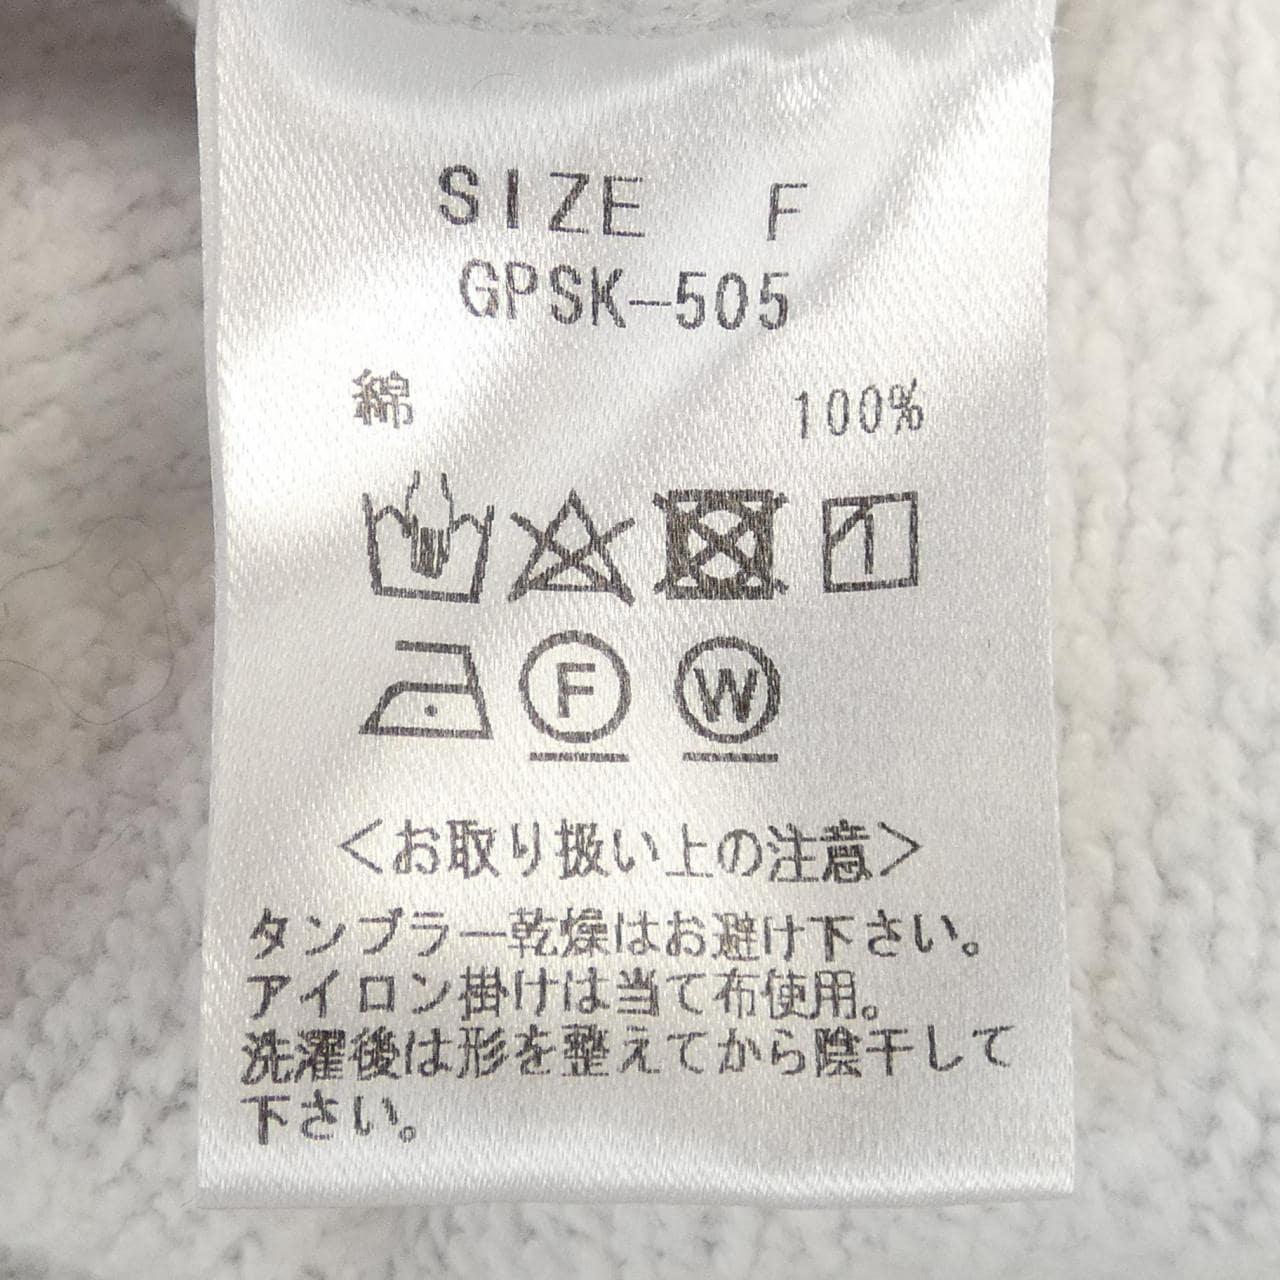 SIZE F
GPSK-505
綿 100%
F W
<お取り扱い上の注意>
タンブラー乾燥はお避け下さい。
アイロン掛けは当て布使用。
洗濯後は形を整えてから陰干して
下さい。